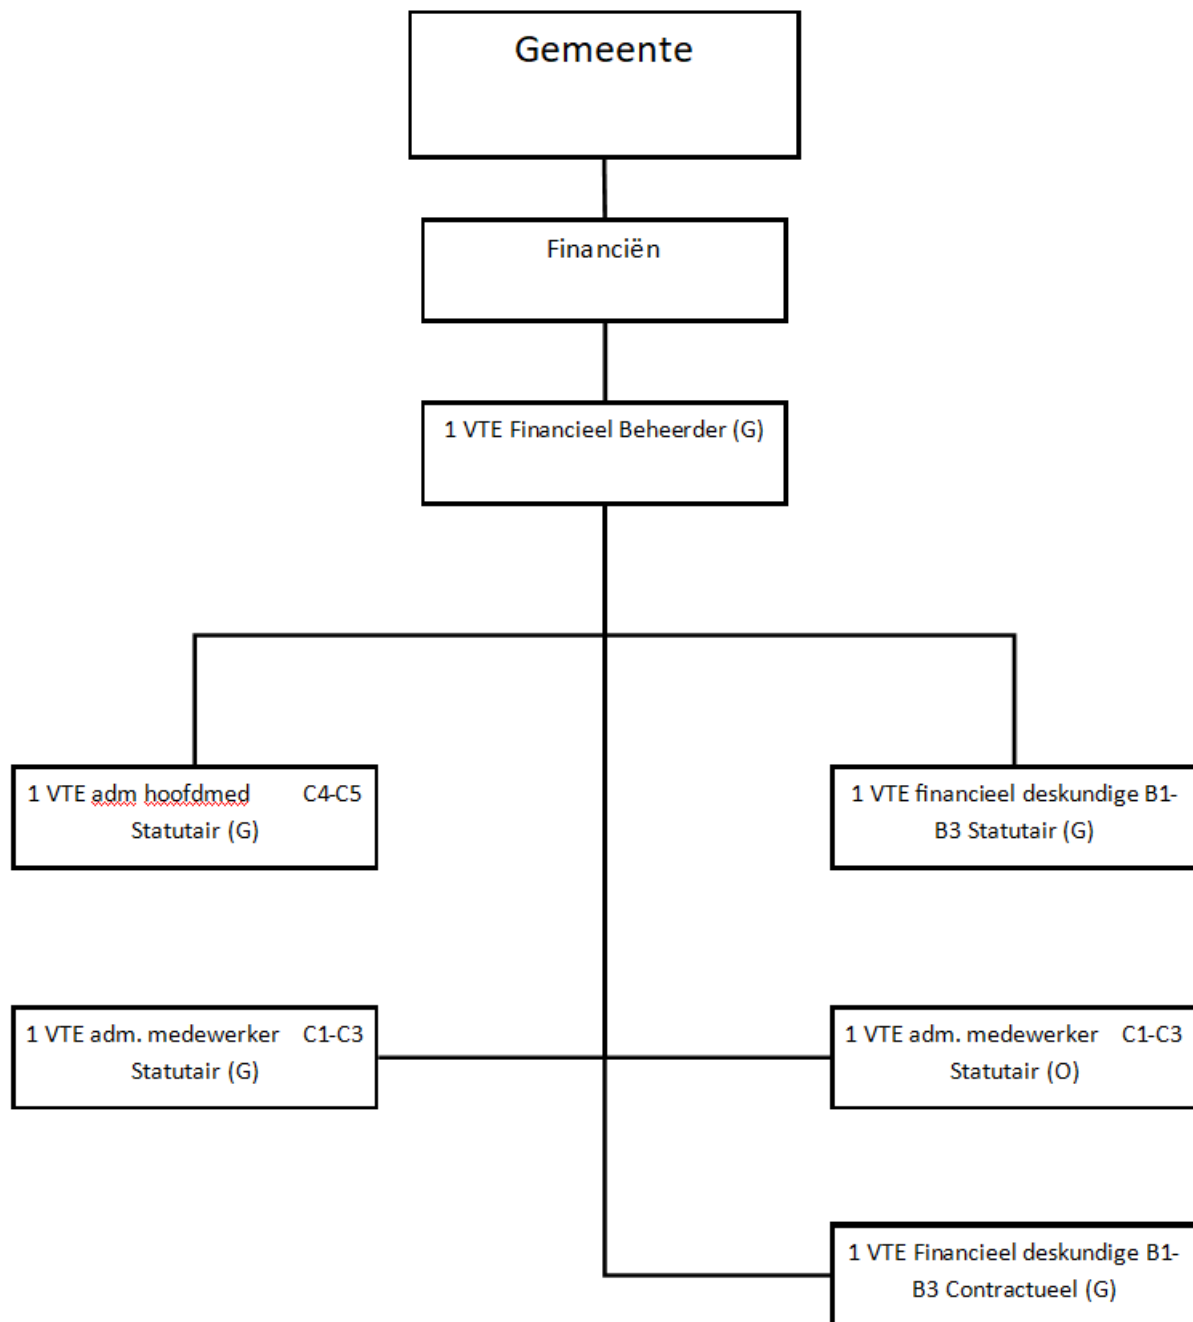 Gemeente
Financiën
1 VTE Financieel Beheerder (G)
1 VTE adm hoofdmed C4-C5
Statutair (G)
1 VTE financieel deskundige B1-
B3 Statutair (G)
1 VTE adm. medewerker C1-C3
Statutair (G)
1 VTE adm. medewerker C1-C3
Statutair (O)
1 VTE Financieel deskundige B1-
B3 Contractueel (G)